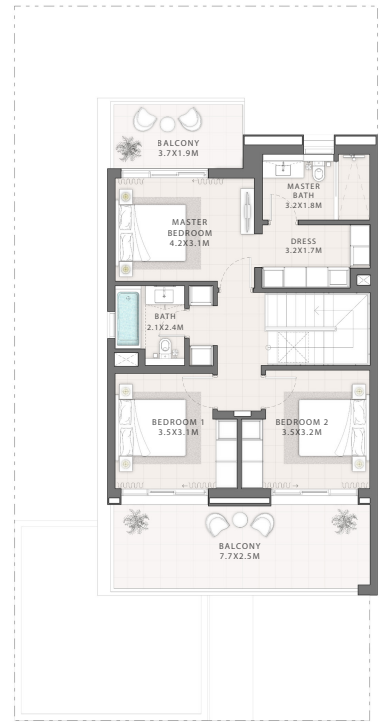 BALCONY
3.7X1.9M
MASTER
BATH
3.2X1.8M
MASTER
BEDROOM
4.2X3.1M
DRESS
3.2X1.7M
BATH
2.1X2.4M
BEDROOM 1
3.5X3.1M
BEDROOM 2
3.5X3.2M
BALCONY
7.7X2.5M